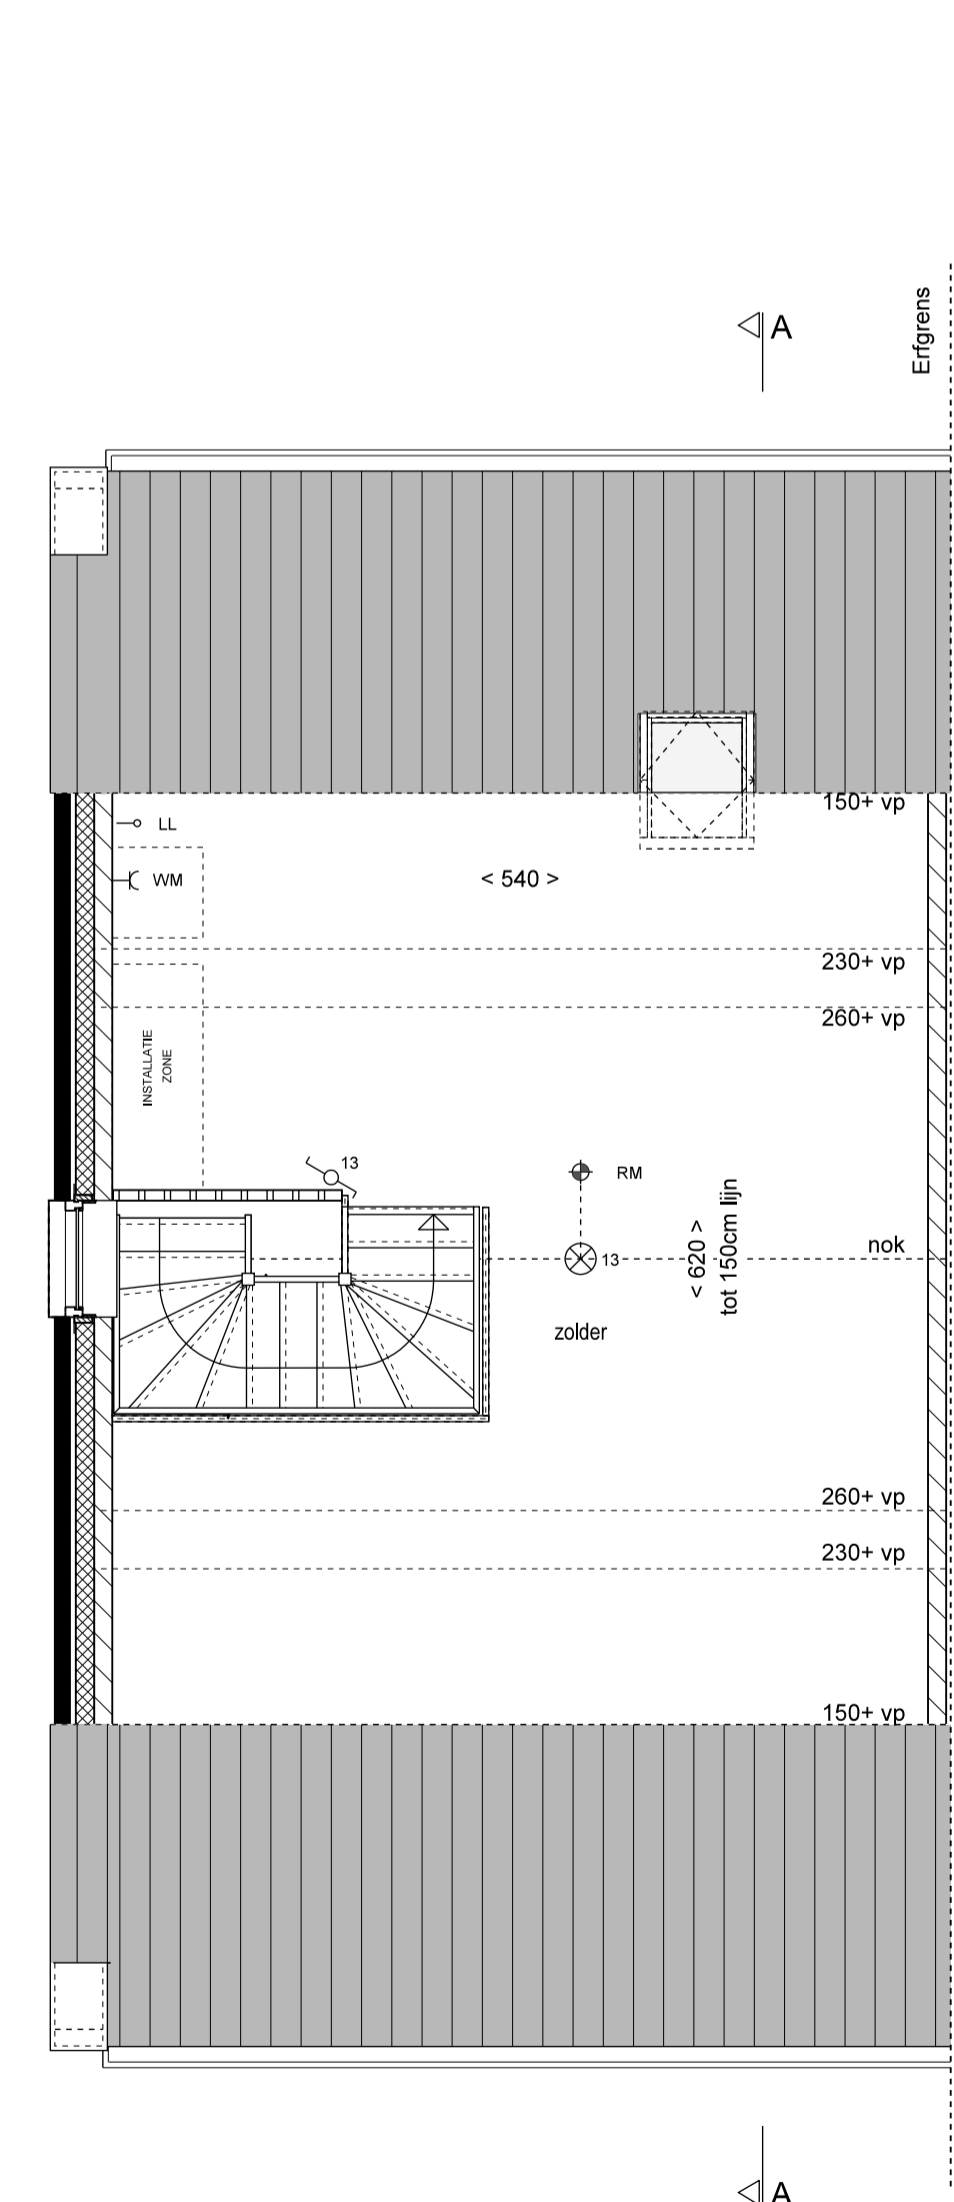 A
Erfgrens
150+ vp
LL
WM
< 540 >
230+ vp
260+ vp
INSTALLATIE
ZONE
13
RM
< 620 >
tot 150cm lijn
nok
13
zolder
260+ vp
230+ vp
150+ vp
A